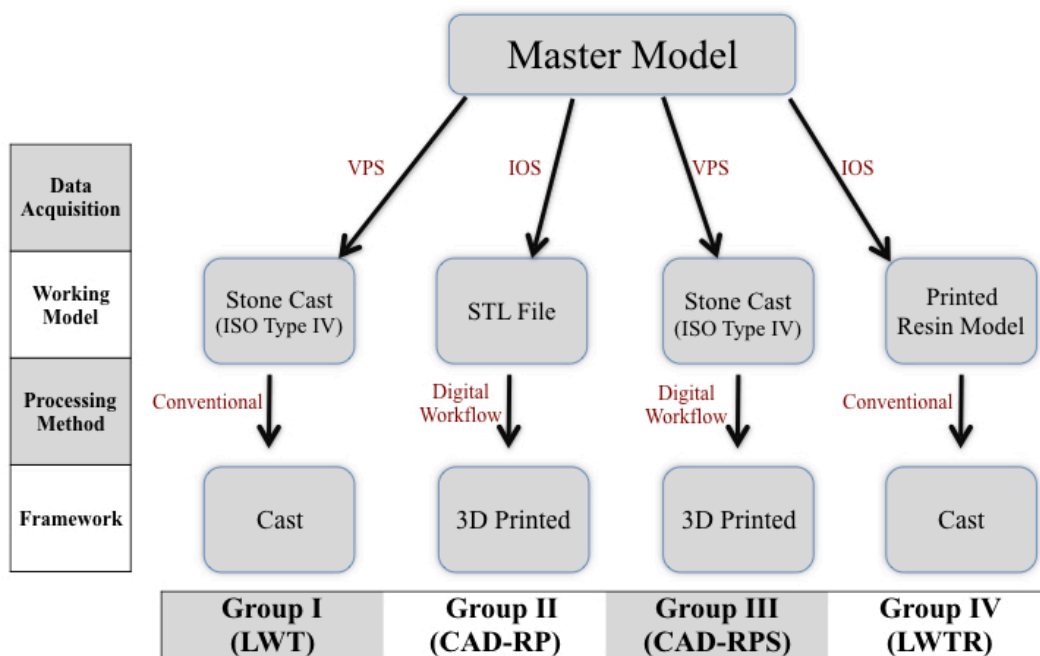 Master Model
VPS
IOS
VPS
IOS
Data
Acquisition
Working
Model
Stone Cast
(ISO Type IV)
STL File
Stone Cast
(ISO Type IV)
Printed
Resin Model
Processing
Method
Conventional
Digital
Workflow
Digital
Workflow
Conventional
Framework
Cast
3D Printed
3D Printed
Cast
Group I
(LWT)
Group II
(CAD-RP)
Group III
(CAD-RPS)
Group IV
(LWTR)